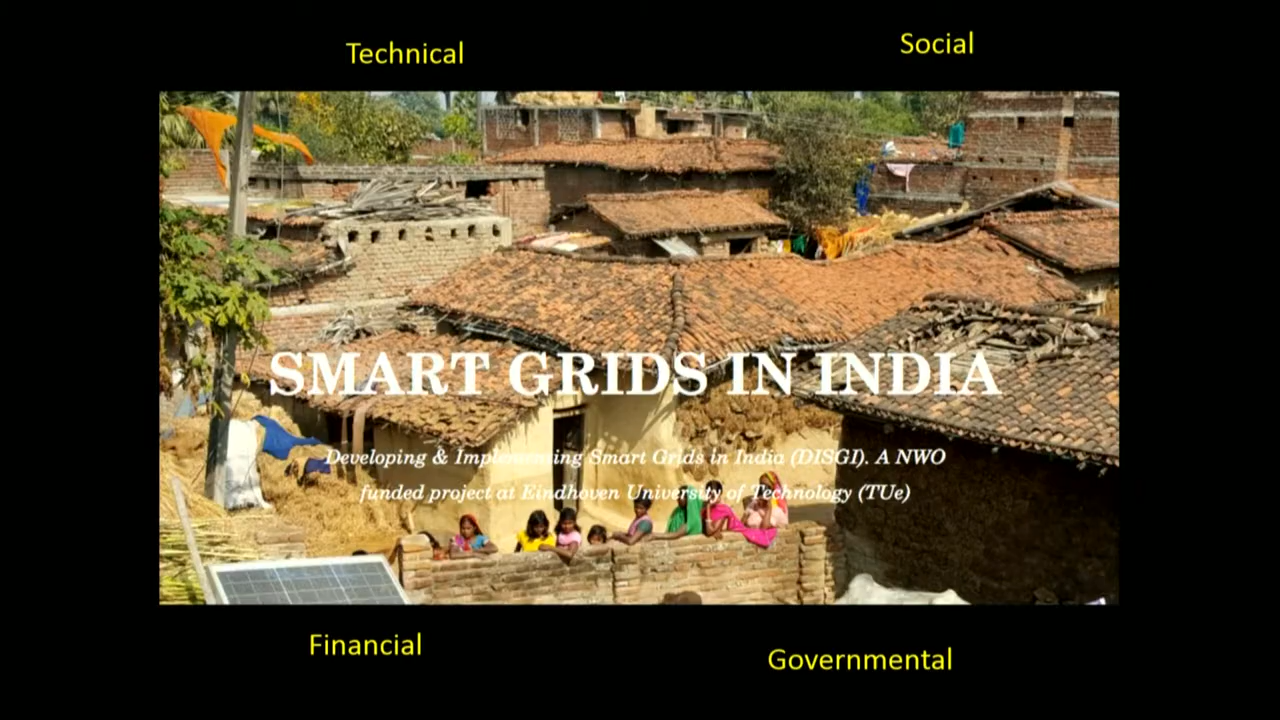 Technical
Social
SMART GRIDS IN INDIA
Developing & Implementing Smart Grids in India (DISGI). A NWO
funded project at Eindhoven University of Technology (TUe)
Financial
Governmental